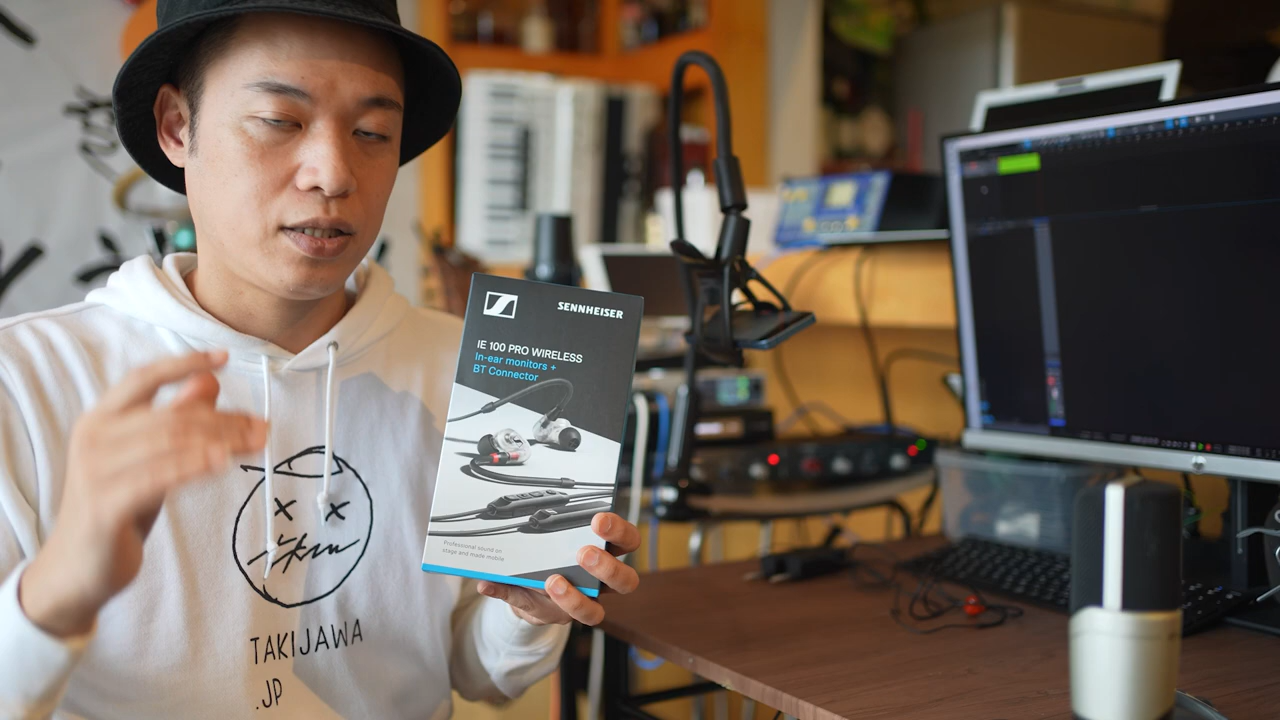 SENNHEISER
IE 100 PRO WIRELESS
In-ear monitors +
BT Connector
Professional sound on
stage and made mobile
TAKIJAWA
.JP